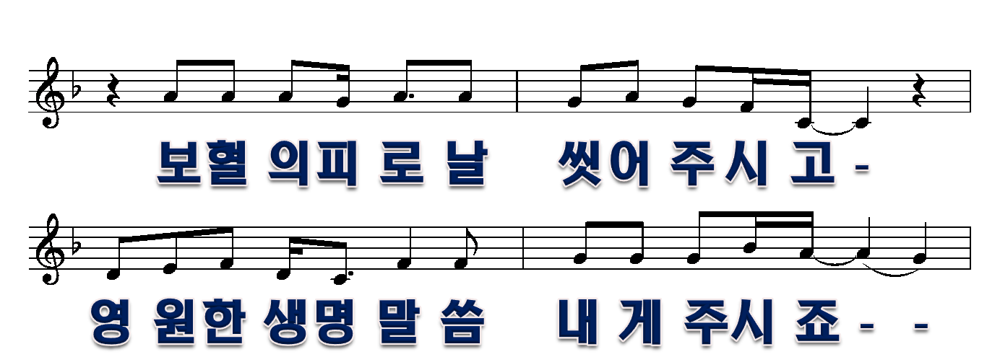 보혈 의피 로 날 씻어 주 시 고 -
영 원한 생명 말 씀 내 게 주시 죠 - -